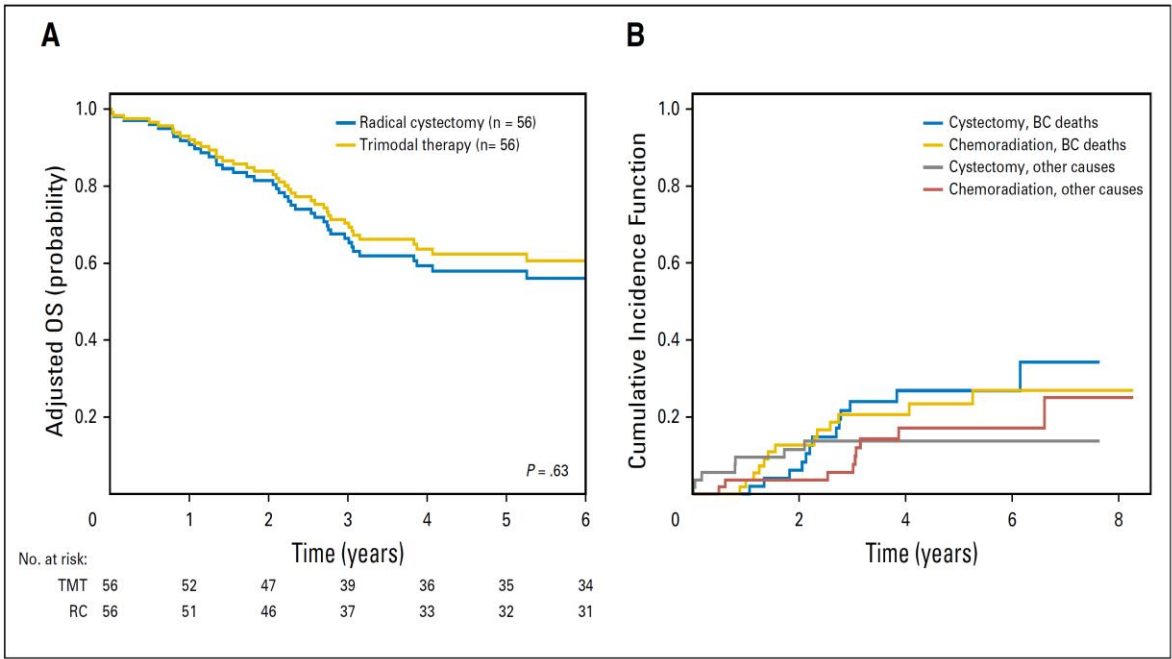 A
Adjusted OS (probability)
1.0
0.8
0.6
0.4
0.2
Radical cystectomy (n = 56)
Trimodal therapy (n= 56)
P = .63
0 1 2 3 4 5 6
Time (years)
No. at risk:
TMT 56 52 47 39 36 35 34
RC 56 51 46 37 33 32 31
B
Cumulative Incidence Function
1.0
0.8
0.6
0.4
0.2
Cystectomy, BC deaths
Chemoradiation, BC deaths
Cystectomy, other causes
Chemoradiation, other causes
0 2 4 6 8
Time (years)